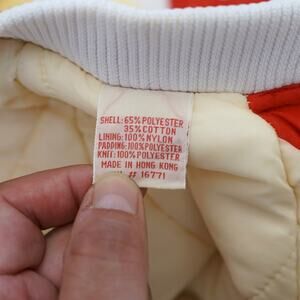 SHELL: 65% POLYESTER
35% COTTON
LINING: 100% NYLON
PADDING: 100% POLYESTER
KNIT: 100% POLYESTER
MADE IN HONG KONG
# 16771